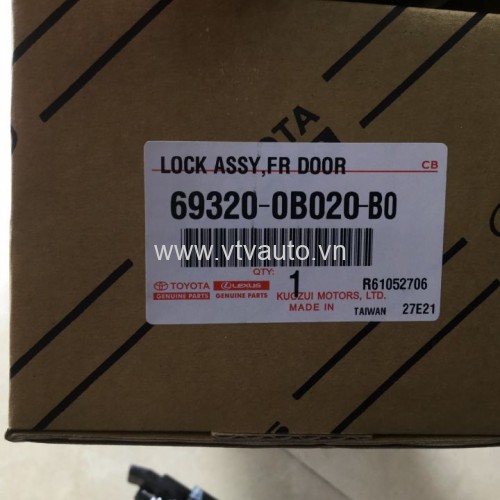 TOYOTA
LOCK ASSY,FR DOOR CB
69320-0B020-B0
www.vtvauto.vn
QTY: 1
TOYOTA LEXUS R61052706
GENUINE PARTS GENUINE PARTS KUOZUI MOTORS, LTD.
MADE IN TAIWAN 27E21